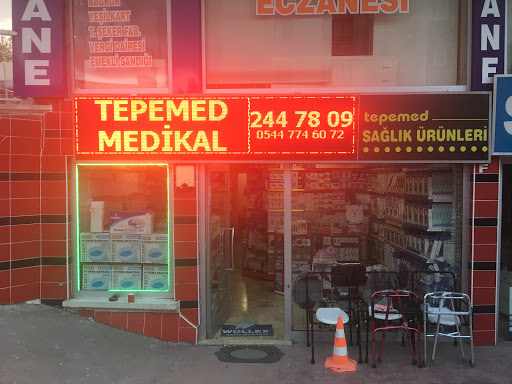 ECZANESİ
ANE
BAĞKUR
YEŞİLKART
T. ŞEKER FAB.
VERGİ DAİRESİ
EMEKLİ SANDIĞI
ANE
TEPEMED
MEDİKAL
244 78 09
0544 774 60 72
tepemed
SAĞLIK ÜRÜNLERİ
WOLLEX